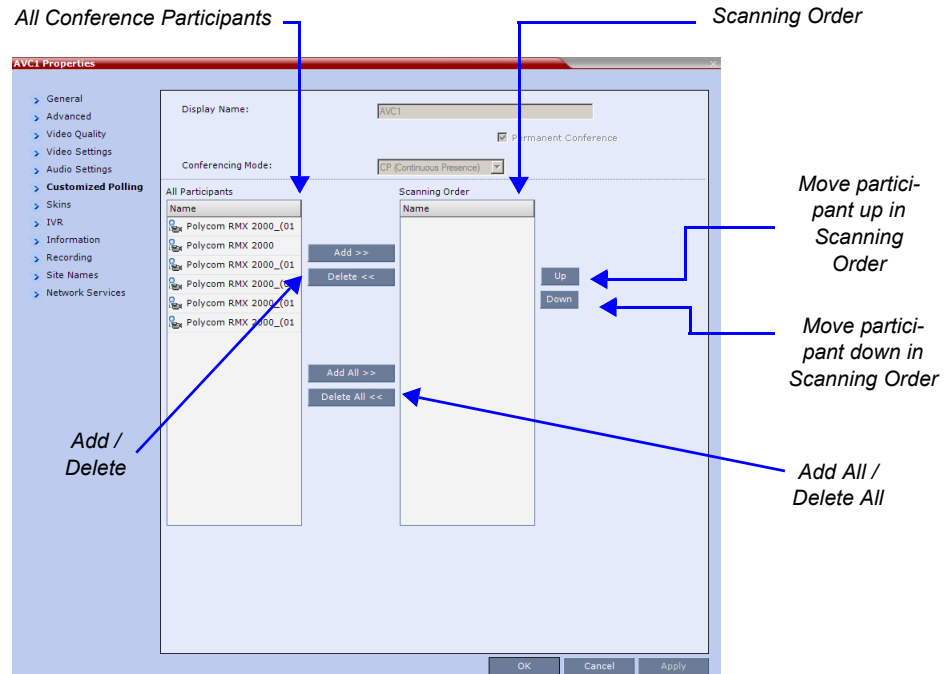 All Conference Participants
Scanning Order
AVC1 Properties
General
Advanced
Video Quality
Video Settings
Audio Settings
Customized Polling
Skins
IVR
Information
Recording
Site Names
Network Services
Display Name:
AVC1
Permanent Conference
Conferencing Mode:
CP (Continuous Presence)
All Participants
Name
Polycom RMX 2000_(01
Polycom RMX 2000
Polycom RMX 2000_(01
Polycom RMX 2000_(01
Polycom RMX 2000_(01
Polycom RMX 2000_(01
Add >>
Delete <<
Add All >>
Delete All <<
Scanning Order
Name
Up
Down
Move partici-
pant up in
Scanning
Order
Move partici-
pant down in
Scanning Order
Add /
Delete
Add All /
Delete All
OK
Cancel
Apply